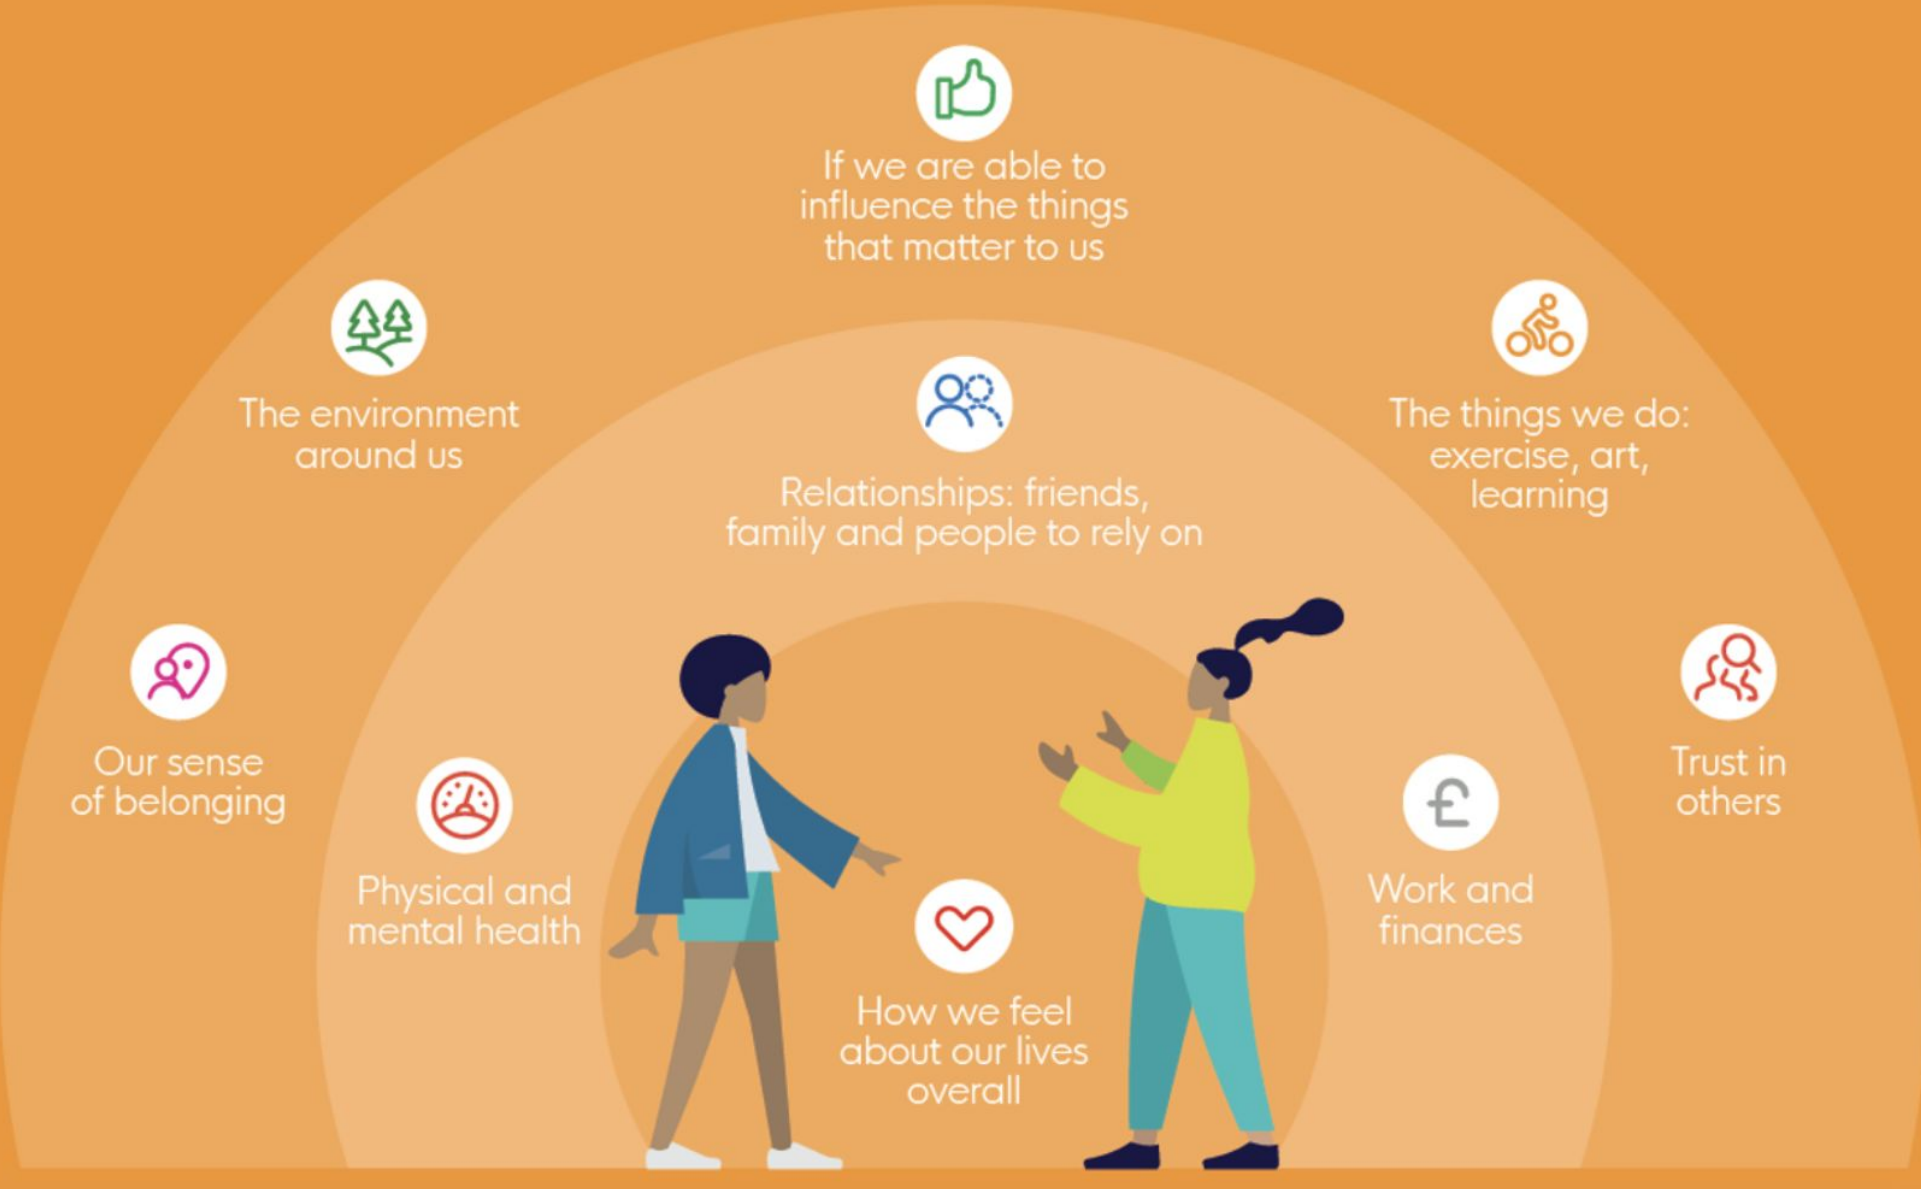 If we are able to
influence the things
that matter to us
The environment
around us
The things we do:
exercise, art,
learning
Relationships: friends,
family and people to rely on
Our sense
of belonging
Trust in
others
Physical and
mental health
Work and
finances
How we feel
about our lives
overall